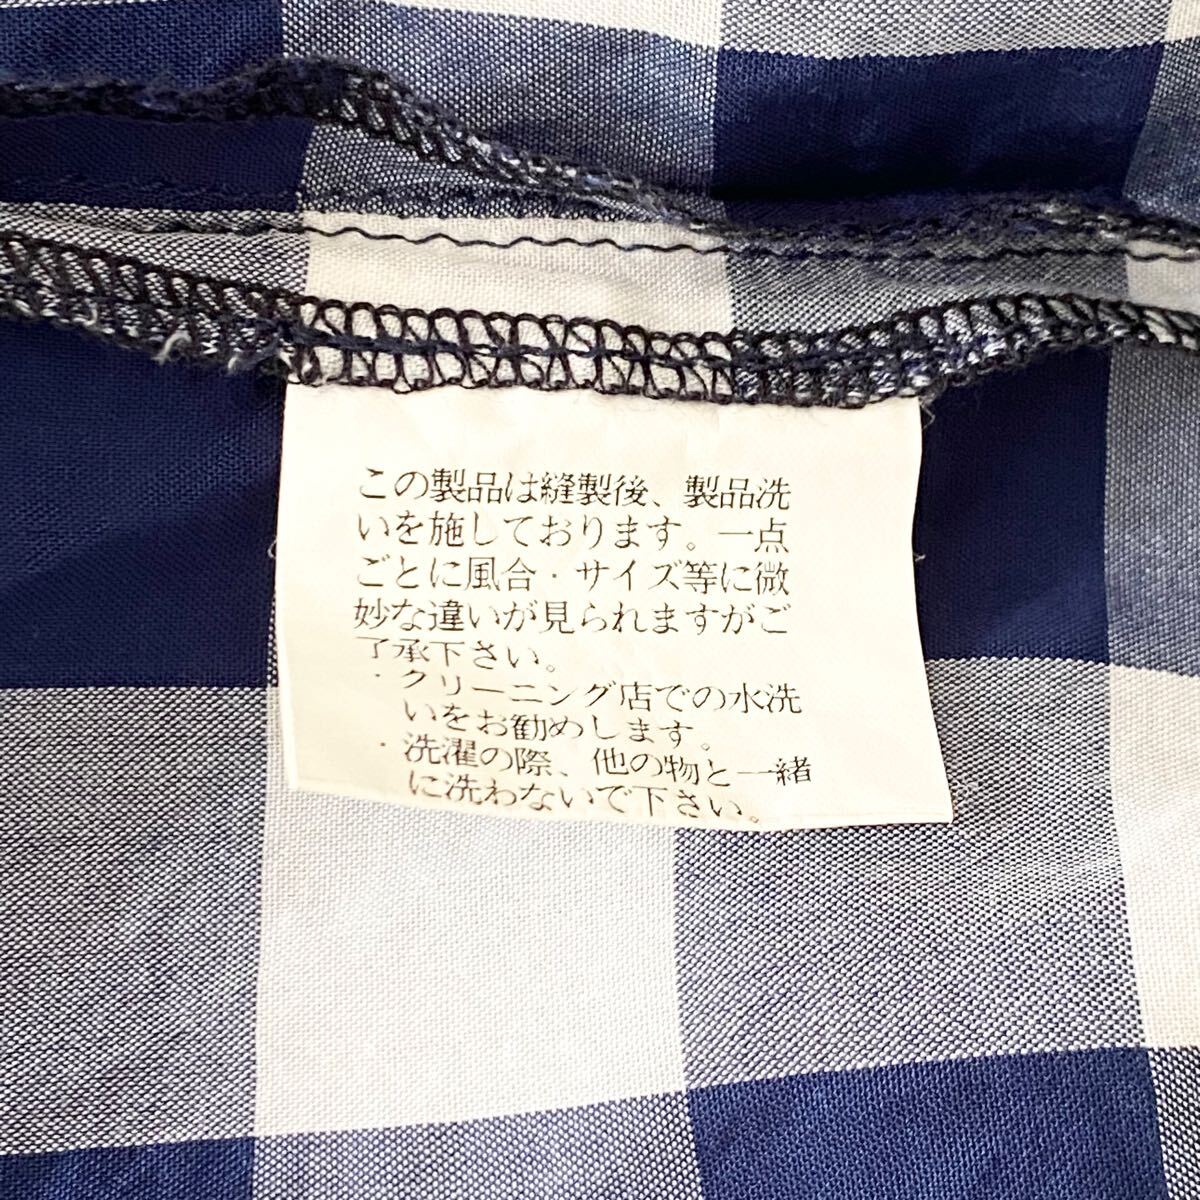 この製品は縫製後、製品洗
いを施しております。一点
ごとに風合・サイズ等に微
妙な違いが見られますがご
了承下さい。
・クリーニング店での水洗
いをお勧めします。
・洗濯の際、他の物と一緒
に洗わないで下さい。